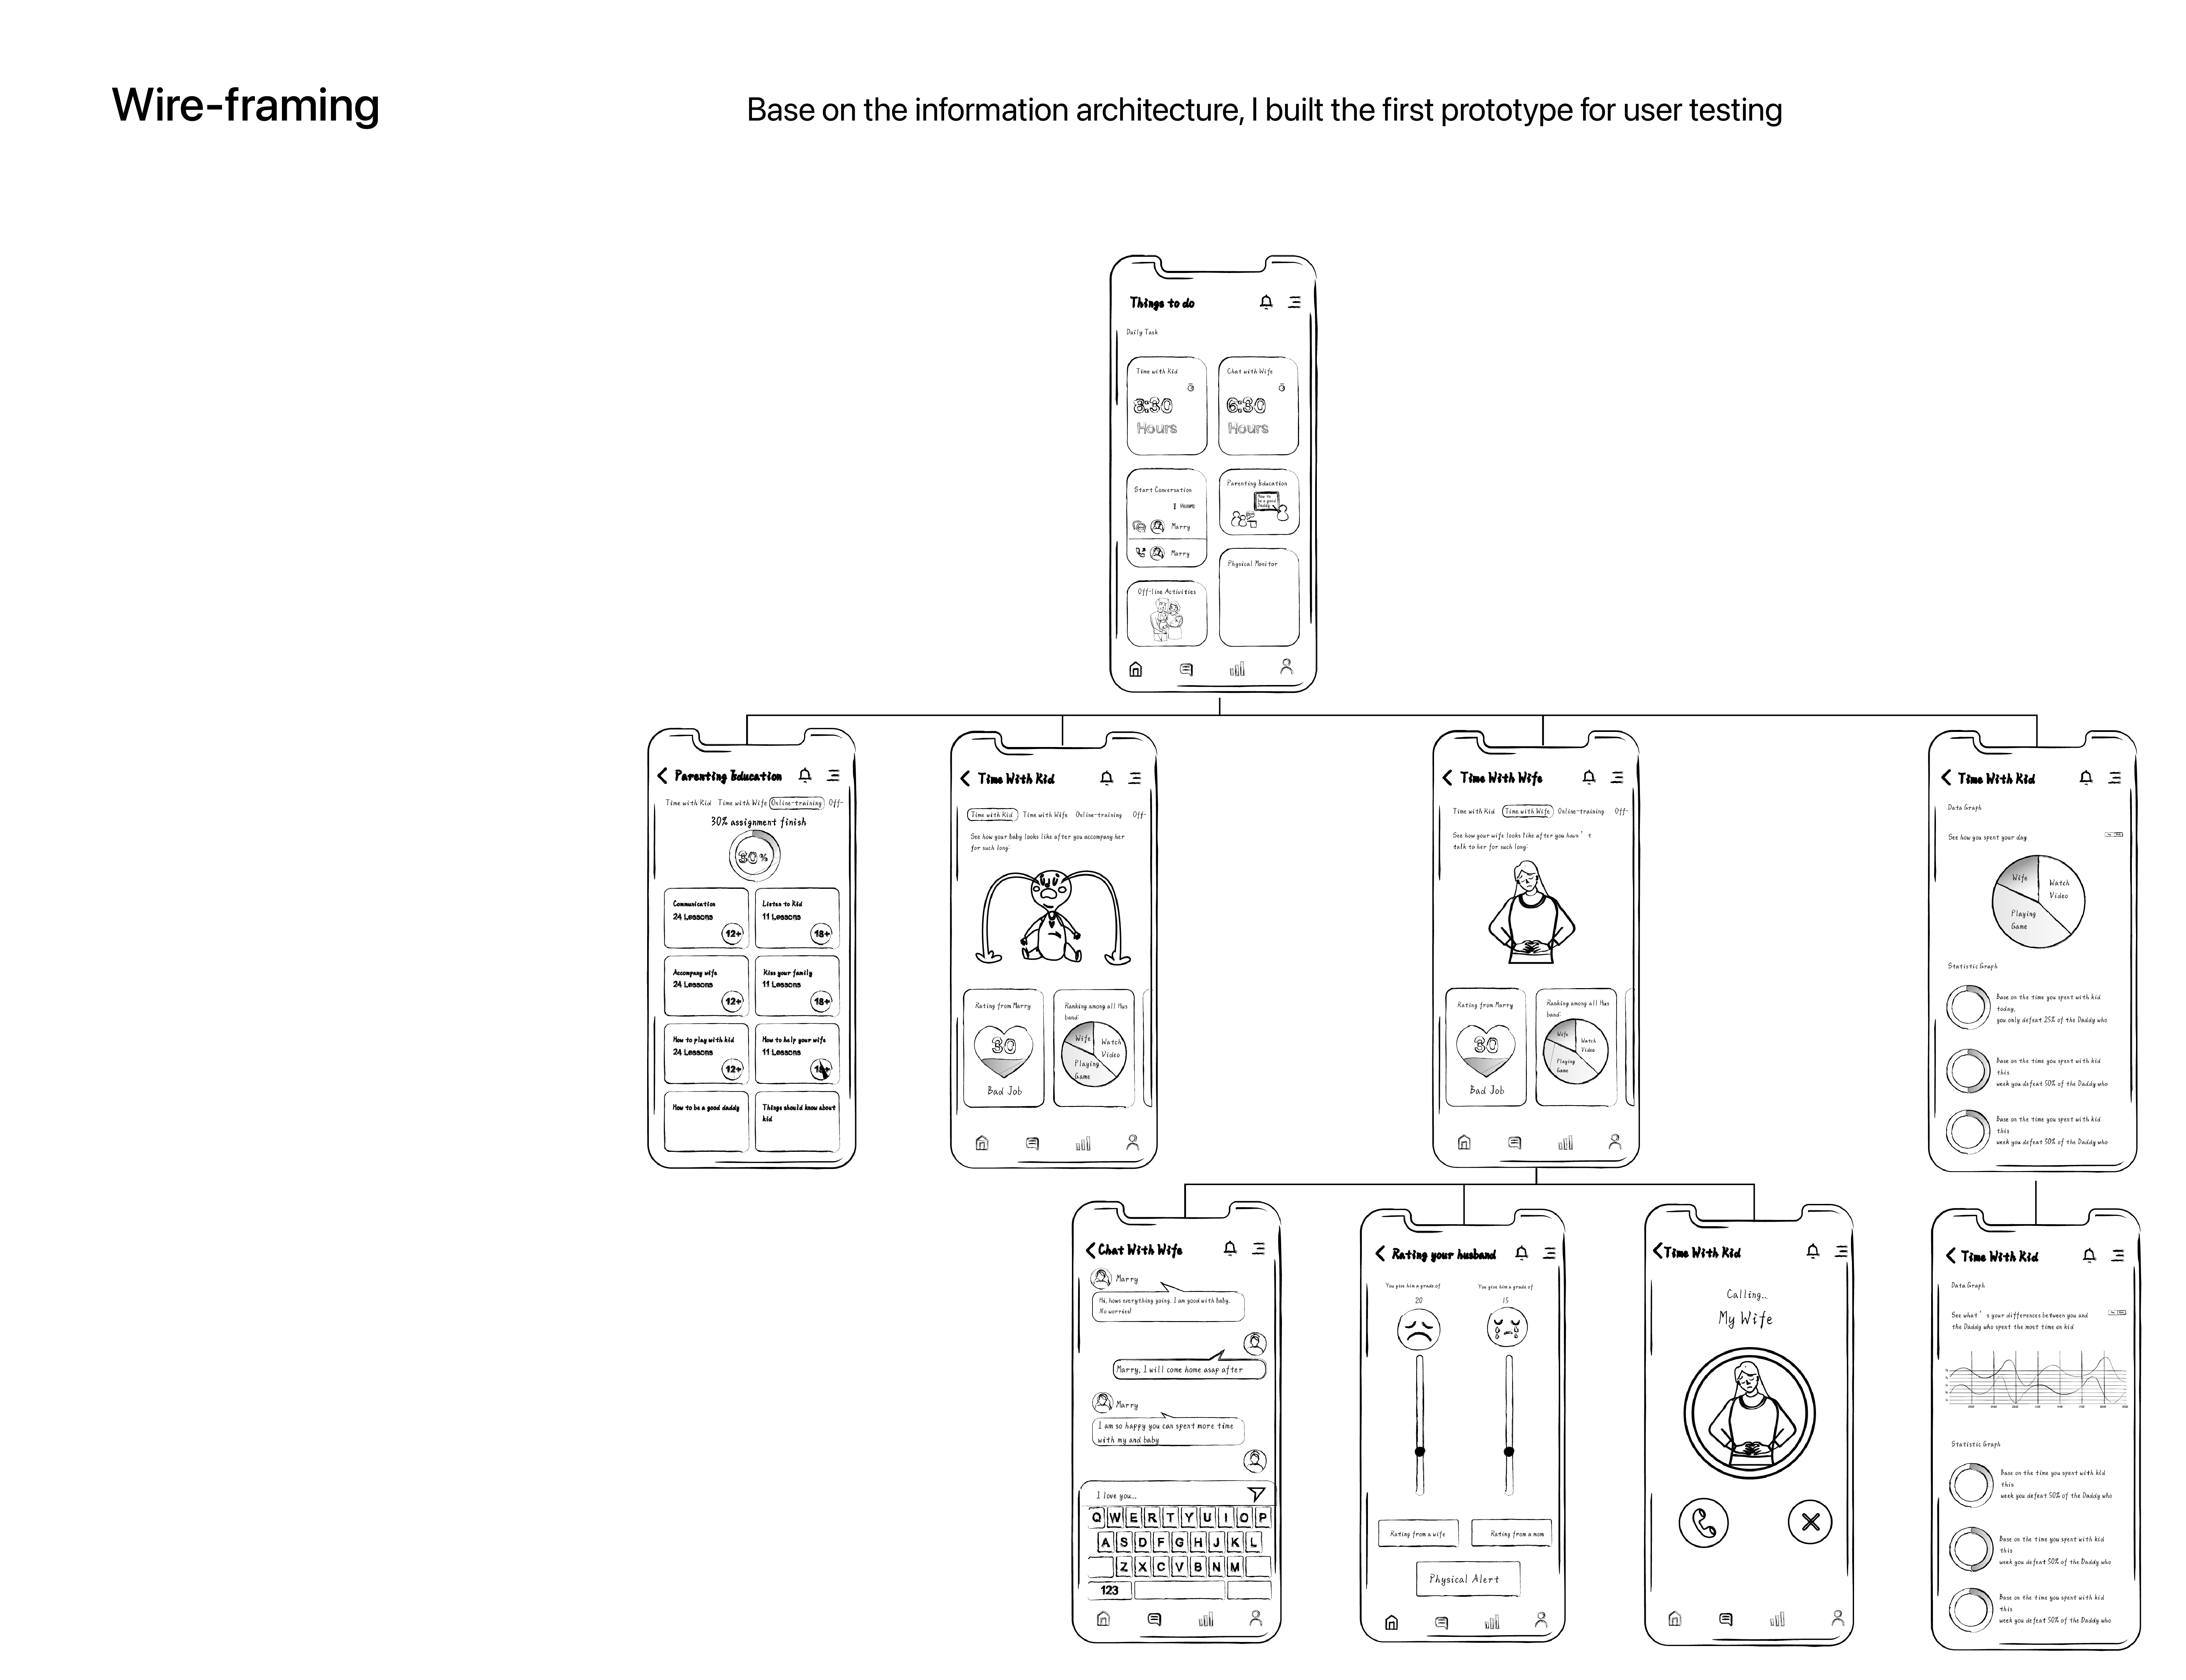 Wire-framing
Base on the information architecture, I built the first prototype for user testing
Things to do
Daily Task
Time with Kid
8:30
Hours
Chat with Wife
6:30
Hours
Start Conversation
1 Hours
Marry
Marry
Parenting Education
How to
be a good
Daddy
Physical Monitor
Off-line Activities
Parenting Education
Time with Kid Time with Wife Online-training Off-
30% assignment finish
30%
Communication
24 Lessons
12+
Listen to Kid
11 Lessons
18+
Accompany wife
24 Lessons
12+
Kiss your family
11 Lessons
18+
How to play with kid
24 Lessons
12+
How to help your wife
11 Lessons
18+
How to be a good daddy
Things should know about
kid
Time With Kid
Time with Kid Time with Wife Online-training Off-
See how your baby looks like after you accompany her
for such long:
Rating from Marry
30
Bad Job
Ranking among all Hus
band:
Wife
Watch
Video
Playing
Game
Time With Wife
Time with Kid Time with Wife Online-training Off-
See how your wife looks like after you haven't
talk to her for such long:
Rating from Marry
30
Bad Job
Ranking among all Hus
band:
Wife
Watch
Video
Playing
Game
Time With Kid
Data Graph
See how you spent your day
Wife
Watch
Video
Playing
Game
Statistic Graph
Base on the time you spent with kid
today,
you only defeat 25% of the Daddy who
Base on the time you spent with kid
this
week you defeat 50% of the Daddy who
Base on the time you spent with kid
this
week you defeat 50% of the Daddy who
Chat With Wife
Marry
Hi, hows everything going. I am good with baby.
No worries!
Marry, I will come home asap after
Marry
I am so happy you can spent more time
with my and baby
I love you...
Q W E R T Y U I O P
A S D F G H J K L
Z X C V B N M
123
Rating your husband
You give him a grade of
20
You give him a grade of
15
Rating from a wife
Rating from a mom
Physical Alert
Time With Kid
Calling...
My Wife
Time With Kid
Data Graph
See what's your differences between you and
the Daddy who spent the most time on kid
Statistic Graph
Base on the time you spent with kid
this
week you defeat 50% of the Daddy who
Base on the time you spent with kid
this
week you defeat 50% of the Daddy who
Base on the time you spent with kid
this
week you defeat 50% of the Daddy who